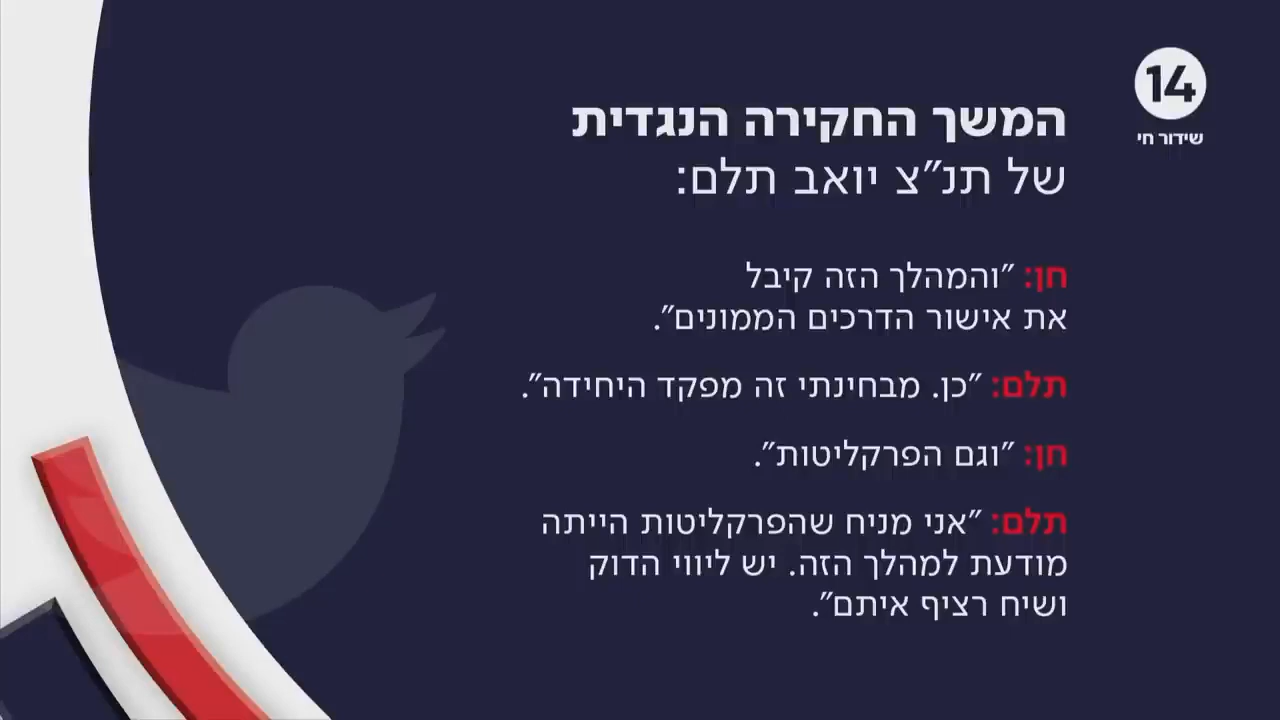 14
שידור חי
המשך החקירה הנגדית
של תנ"צ יואב תלם:
חן: "והמהלך הזה קיבל
את אישור הדרכים הממונים".
תלם: "כן. מבחינתי זה מפקד היחידה".
חן: "וגם הפרקליטות".
תלם: "אני מניח שהפרקליטות הייתה
מודעת למהלך הזה. יש ליווי הדוק
ושיח רציף איתם".